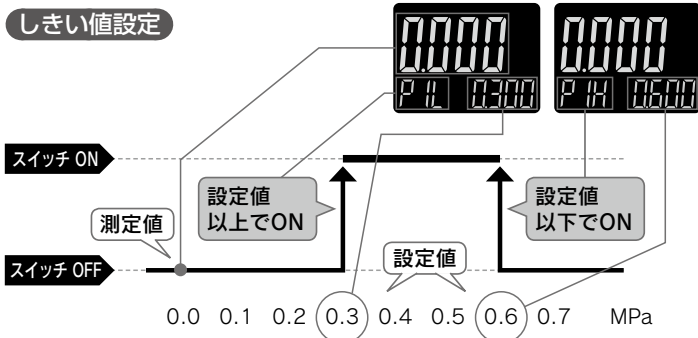 しきい値設定
0.000
P 1L 0.300
0.000
P 1H 0.600
スイッチ ON
設定値
以上でON
設定値
以下でON
測定値
設定値
スイッチ OFF
0.0 0.1 0.2 0.3 0.4 0.5 0.6 0.7 MPa